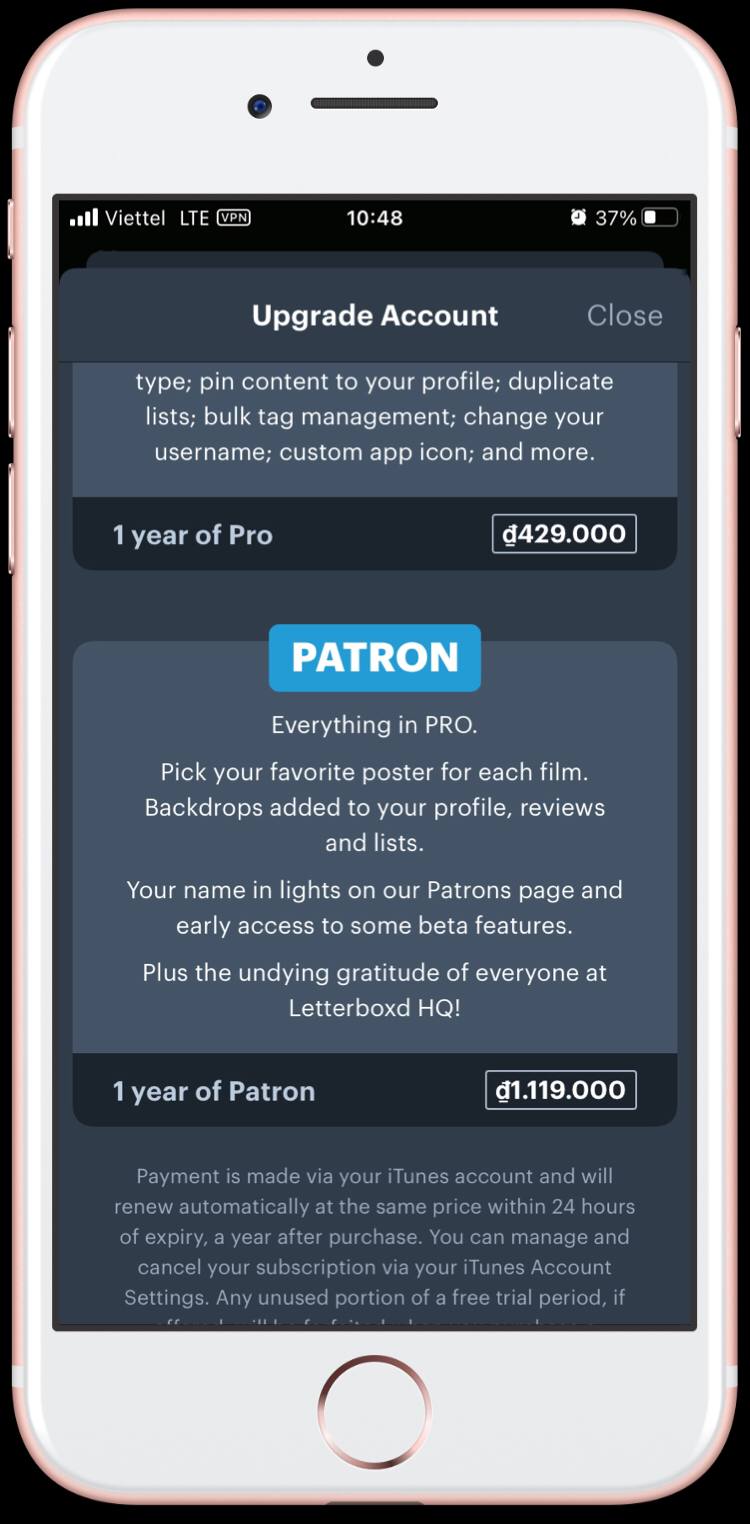 Viettel LTE VPN 10:48 37%
Upgrade Account Close
type; pin content to your profile; duplicate
lists; bulk tag management; change your
username; custom app icon; and more.
1 year of Pro ₫429.000
PATRON
Everything in PRO.
Pick your favorite poster for each film.
Backdrops added to your profile, reviews
and lists.
Your name in lights on our Patrons page and
early access to some beta features.
Plus the undying gratitude of everyone at
Letterboxd HQ!
1 year of Patron ₫1.119.000
Payment is made via your iTunes account and will
renew automatically at the same price within 24 hours
of expiry, a year after purchase. You can manage and
cancel your subscription via your iTunes Account
Settings. Any unused portion of a free trial period, if